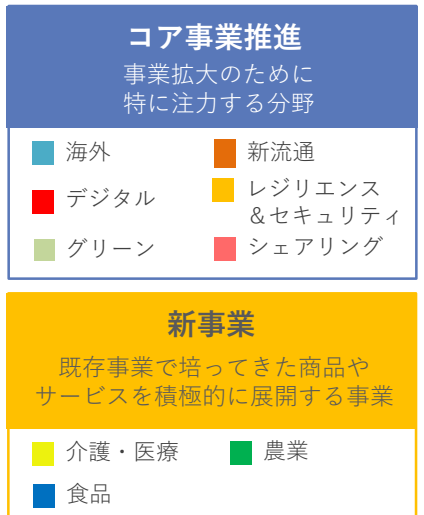 コア事業推進
事業拡大のために
特に注力する分野
海外
新流通
デジタル
レジリエンス
＆セキュリティ
グリーン
シェアリング
新事業
既存事業で培ってきた商品や
サービスを積極的に展開する事業
介護・医療
農業
食品